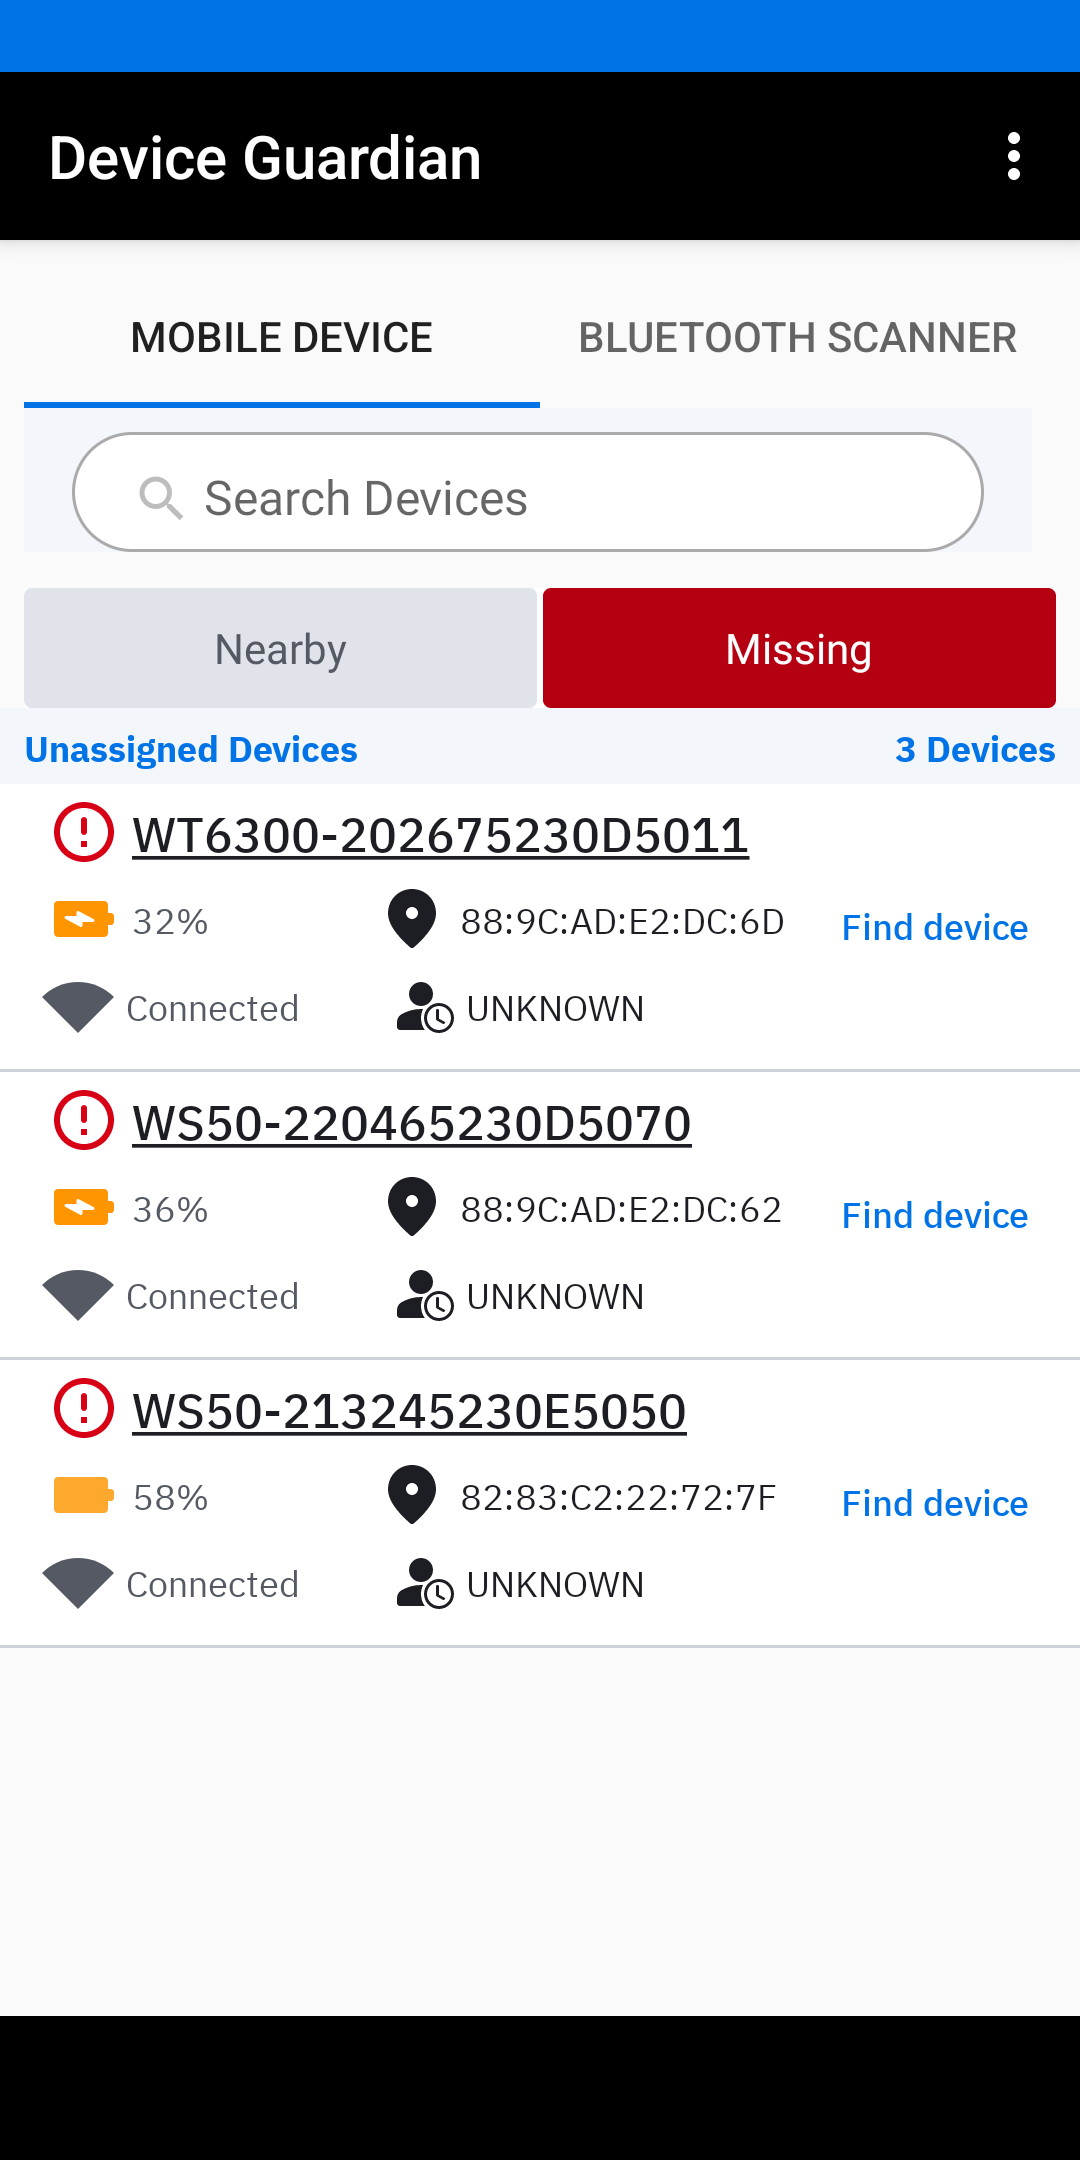 Device Guardian
MOBILE DEVICE BLUETOOTH SCANNER
Search Devices
Nearby Missing
Unassigned Devices 3 Devices
WT6300-202675230D5011
32% 88:9C:AD:E2:DC:6D Find device
Connected UNKNOWN
WS50-220465230D5070
36% 88:9C:AD:E2:DC:62 Find device
Connected UNKNOWN
WS50-213245230E5050
58% 82:83:C2:22:72:7F Find device
Connected UNKNOWN